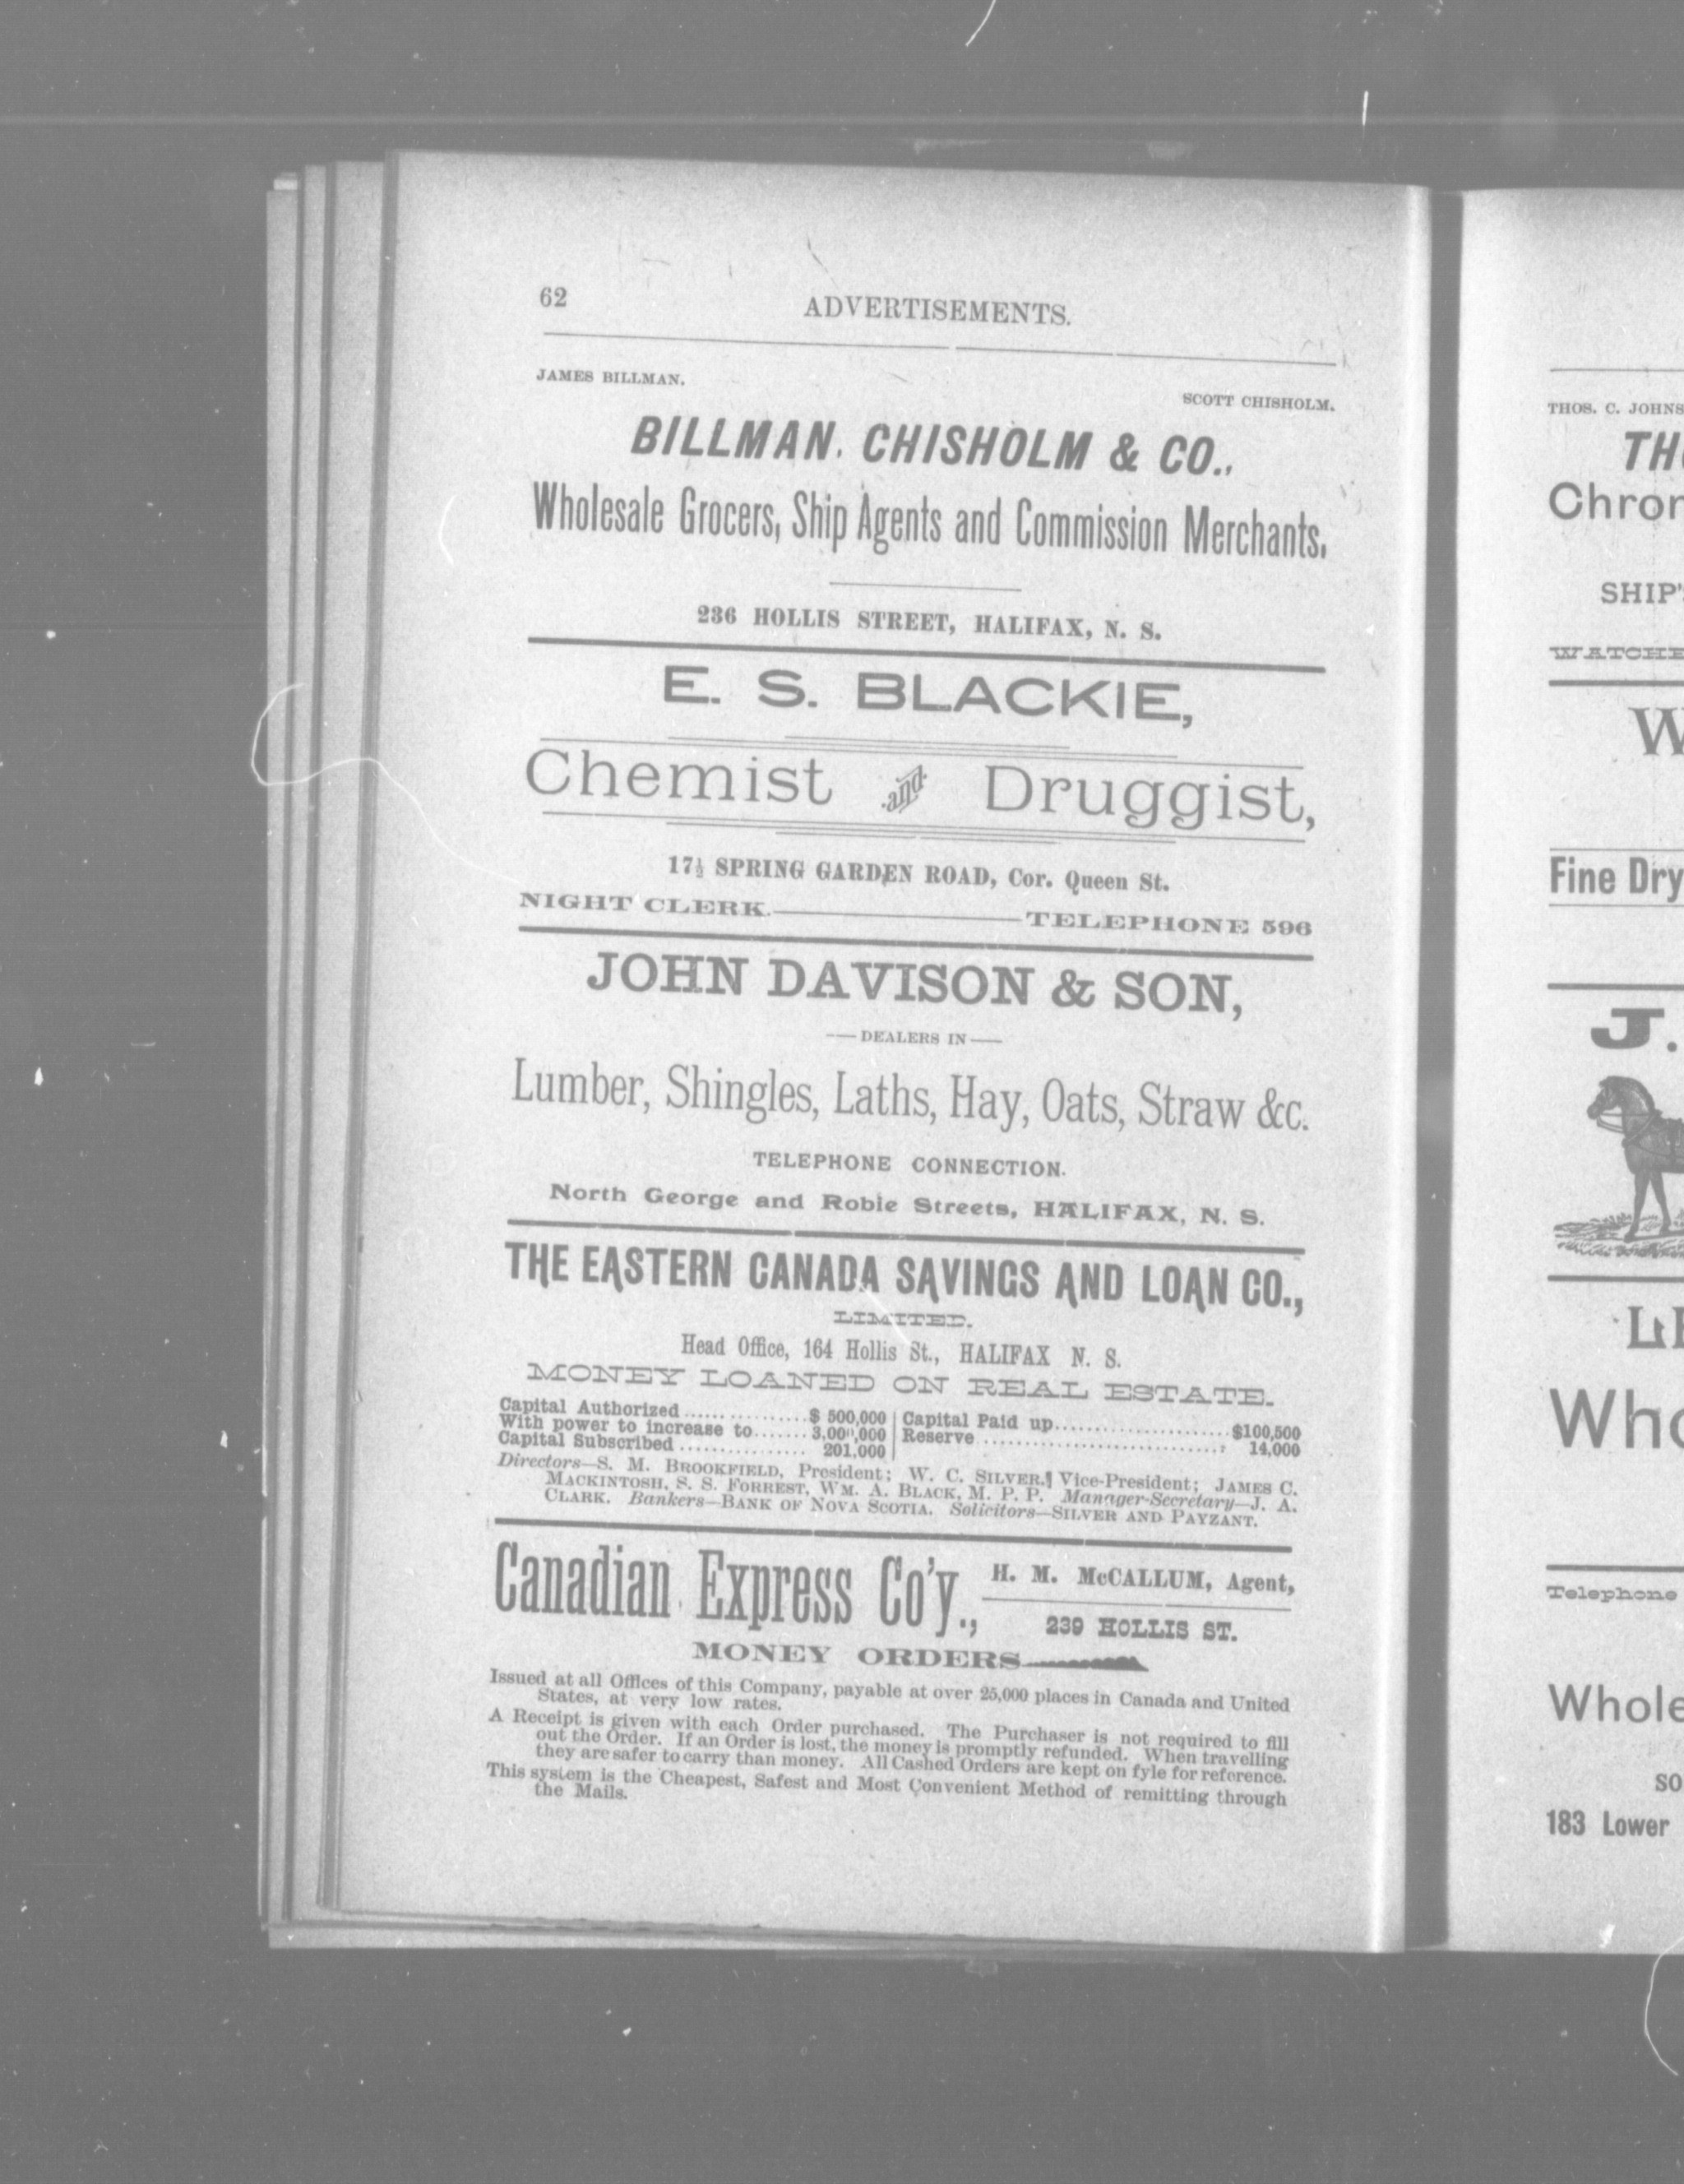 62
ADVERTISEMENTS.
JAMES BILLMAN.
SCOTT CHISHOLM.
BILLMAN. CHISHOLM & CO.,
Wholesale Grocers, Ship Agents and Commission Merchants.
236 HOLLIS STREET, HALIFAX, N. S.
E. S. BLACKIE,
Chemist and Druggist,
17½ SPRING GARDEN ROAD, Cor. Queen St.
NIGHT CLERK. TELEPHONE 596
JOHN DAVISON & SON,
— DEALERS IN —
Lumber, Shingles, Laths, Hay, Oats, Straw &c.
TELEPHONE CONNECTION.
North George and Robie Streets, HALIFAX, N. S.
THE EASTERN CANADA SAVINGS AND LOAN CO.,
LIMITED.
Head Office, 164 Hollis St., HALIFAX N. S.
MONEY LOANED ON REAL ESTATE.
Capital Authorized .................. $ 500,000 | Capital Paid up........................ $100,500
With power to increase to....... 3,000,000 | Reserve ................................ 14,000
Capital Subscribed ................ 201,000
Directors—S. M. BROOKFIELD, President; W. C. SILVER, Vice-President; JAMES C.
MACKINTOSH, S. S. FORREST, WM. A. BLACK, M. P. P. Manager-Secretary—J. A.
CLARK. Bankers—BANK OF NOVA SCOTIA. Solicitors—SILVER AND PAYZANT.
Canadian Express Co'y.,
H. M. McCALLUM, Agent,
239 HOLLIS ST.
MONEY ORDERS
Issued at all Offices of this Company, payable at over 25,000 places in Canada and United
States, at very low rates.
A Receipt is given with each Order purchased. The Purchaser is not required to fill
out the Order. If an Order is lost, the money is promptly refunded. When travelling
they are safer to carry than money. All Cashed Orders are kept on fyle for reference.
This system is the Cheapest, Safest and Most Convenient Method of remitting through
the Mails.
THOS. C. JOHNS
TH
Chron
SHIP'S
WATCHE
W
Fine Dry
J.
LE
Who
Telephone
Whole
SO
183 Lower